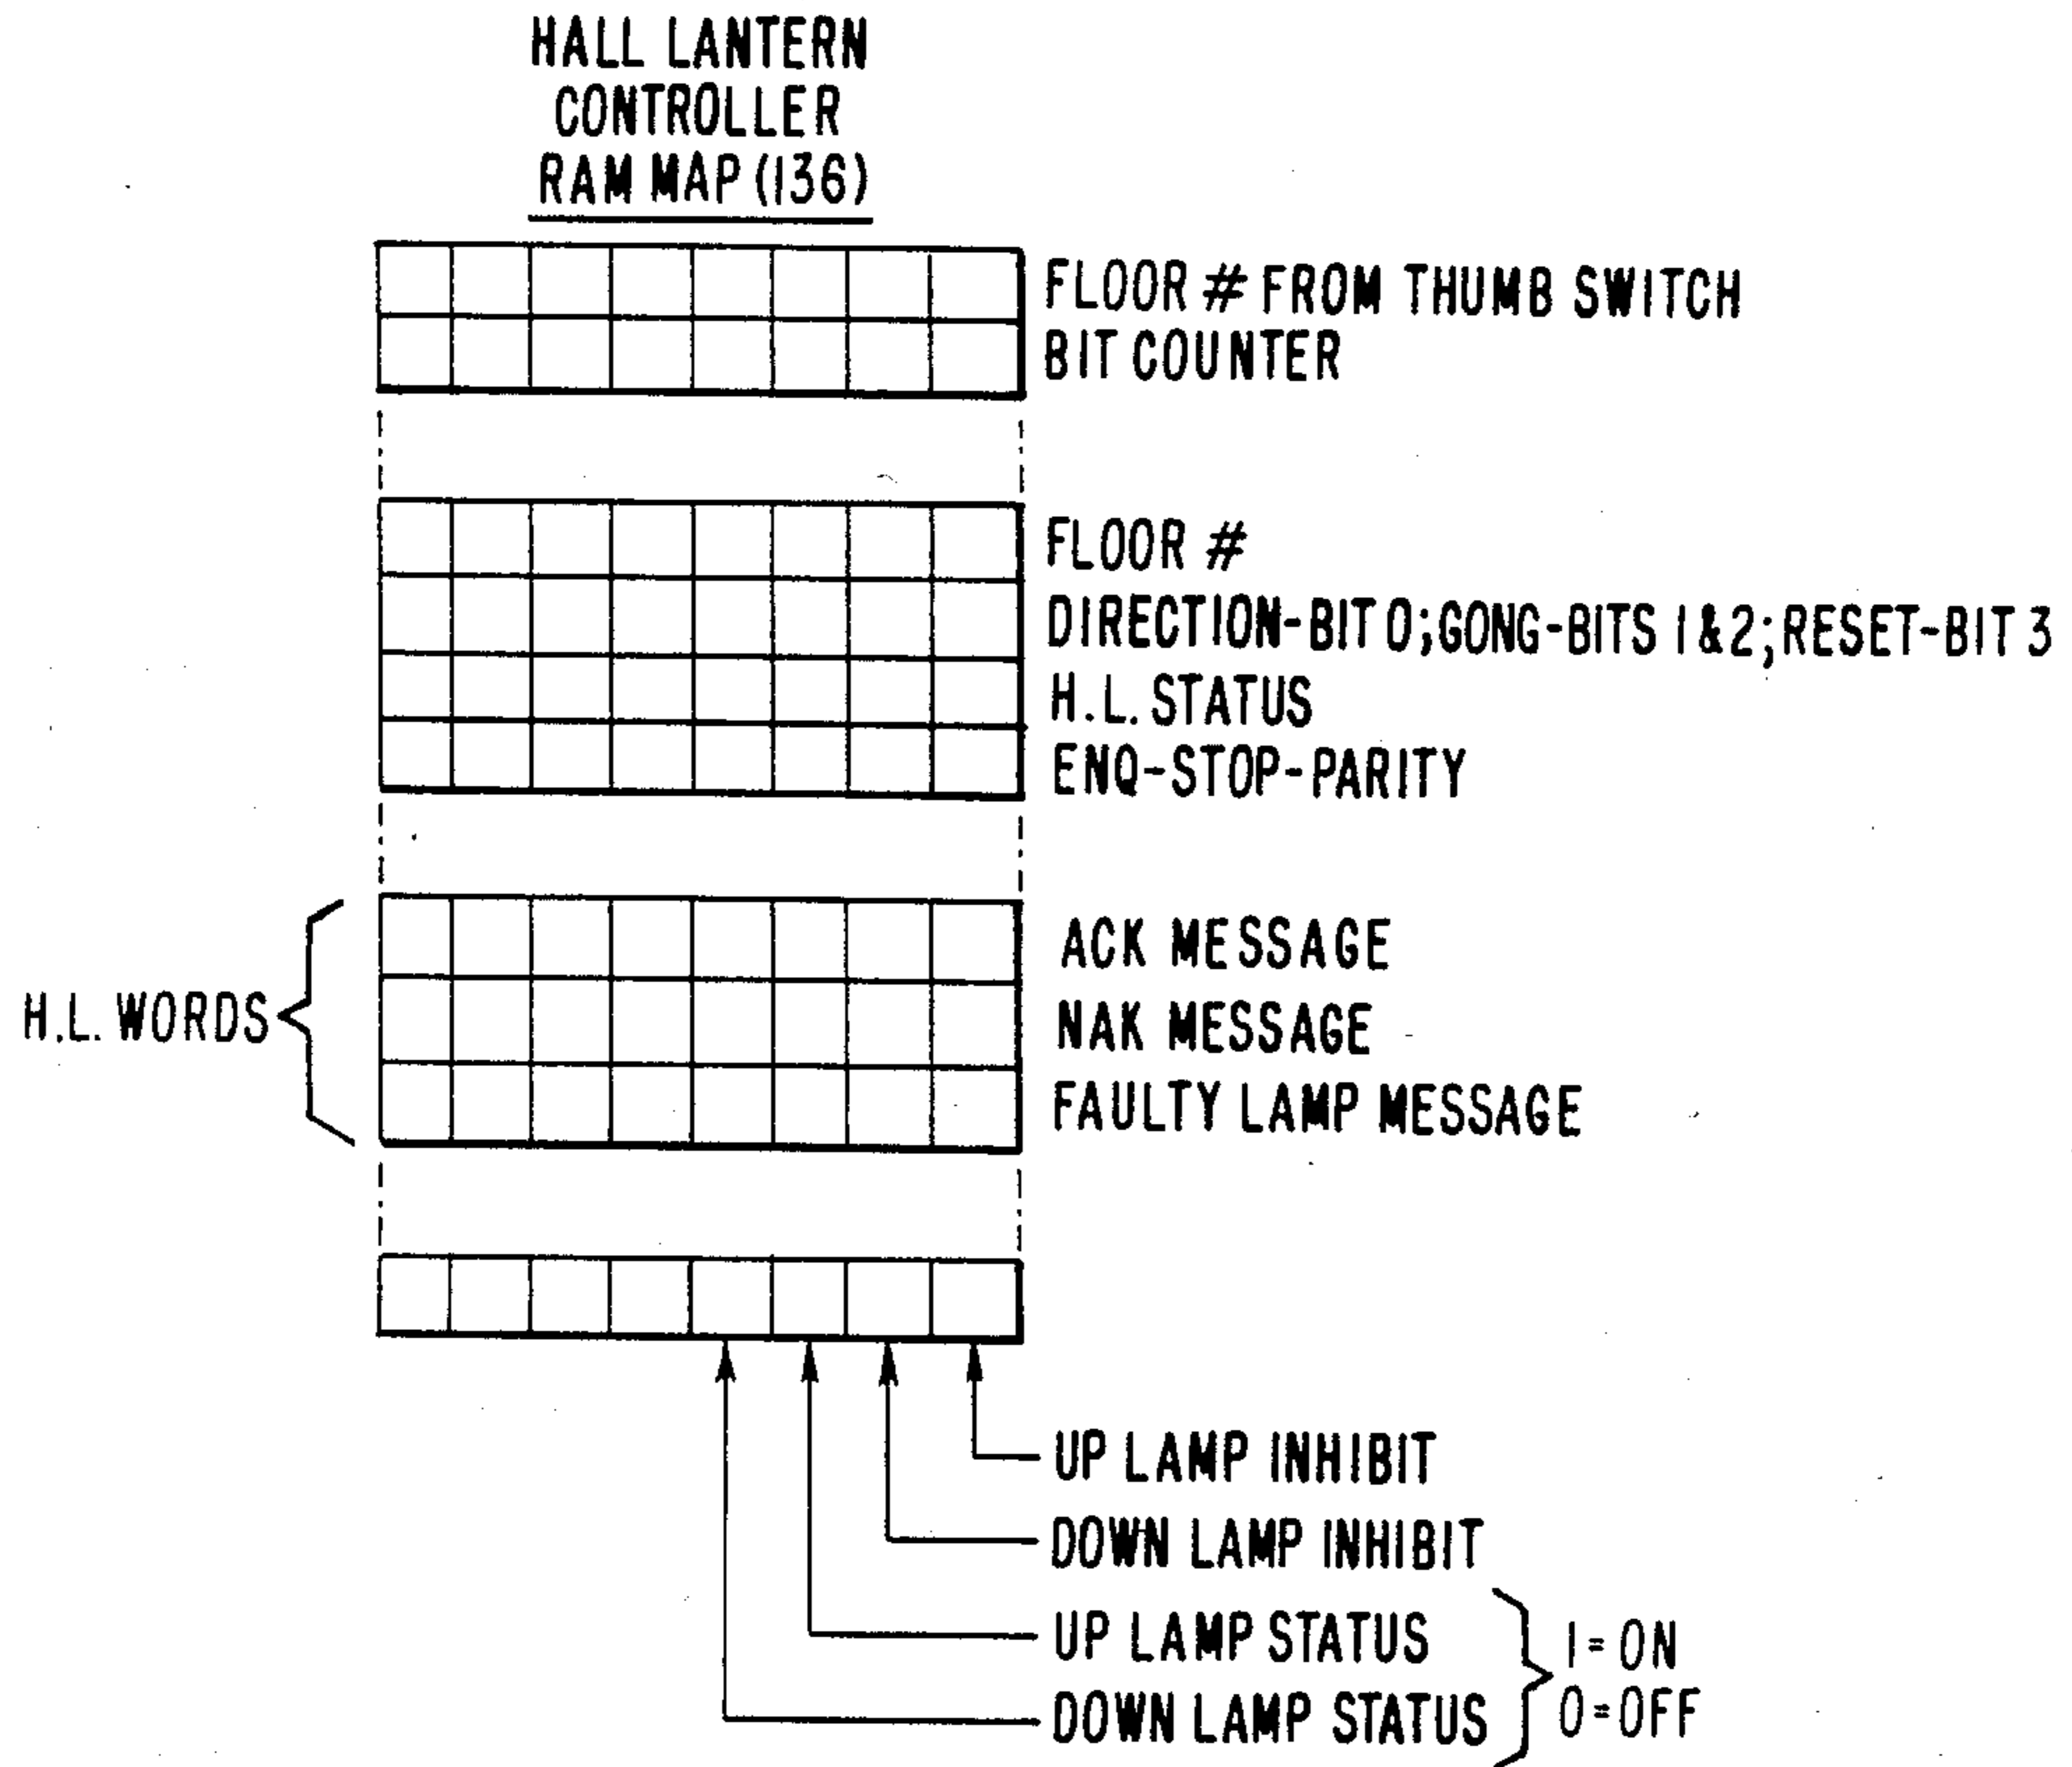 HALL LANTERN
CONTROLLER
RAM MAP (136)
FLOOR # FROM THUMB SWITCH
BIT COUNTER
FLOOR #
DIRECTION-BIT 0;GONG-BITS 1&2;RESET-BIT 3
H.L. STATUS
ENQ-STOP-PARITY
H.L. WORDS
ACK MESSAGE
NAK MESSAGE
FAULTY LAMP MESSAGE
UP LAMP INHIBIT
DOWN LAMP INHIBIT
UP LAMP STATUS
DOWN LAMP STATUS
1=ON
0=OFF